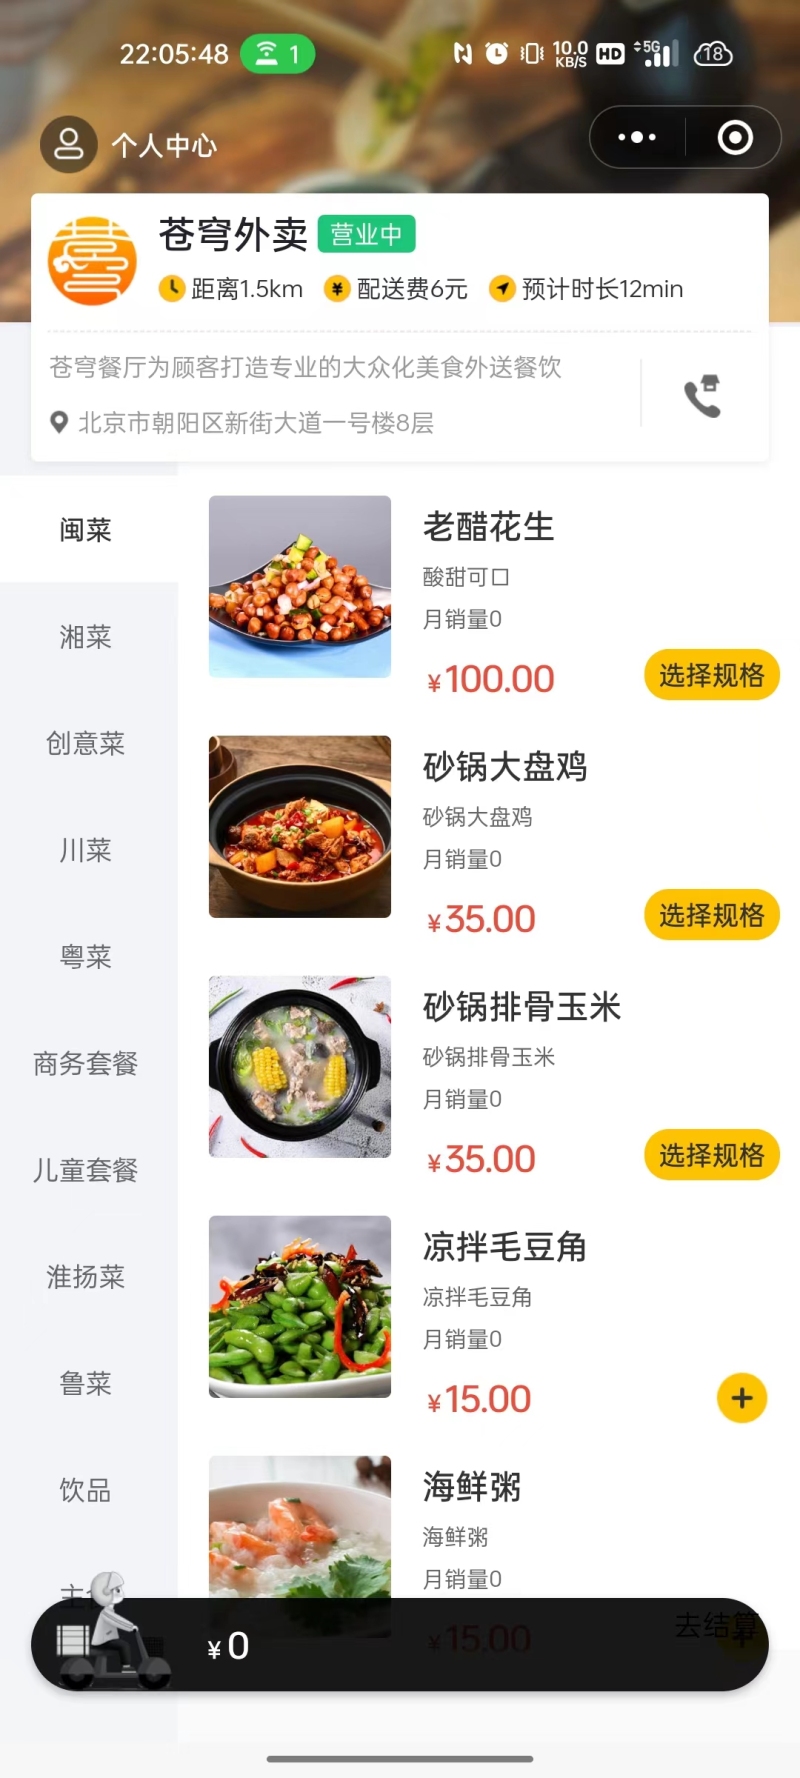 22:05:48
1
10.0 KB/S
HD
5G
18
个人中心
苍穹外卖 营业中
距离1.5km 配送费6元 预计时长12min
苍穹餐厅为顾客打造专业的大众化美食外送餐饮
北京市朝阳区新街大道一号楼8层
闽菜
湘菜
创意菜
川菜
粤菜
商务套餐
儿童套餐
淮扬菜
鲁菜
饮品
主
老醋花生
酸甜可口
月销量0
¥100.00
选择规格
砂锅大盘鸡
砂锅大盘鸡
月销量0
¥35.00
选择规格
砂锅排骨玉米
砂锅排骨玉米
月销量0
¥35.00
选择规格
凉拌毛豆角
凉拌毛豆角
月销量0
¥15.00
海鲜粥
海鲜粥
月销量0
¥15.00
¥0
去结算